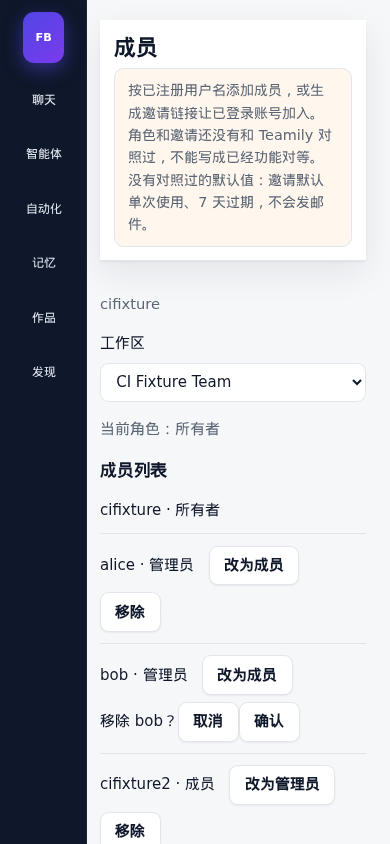 FB
聊天
智能体
自动化
记忆
作品
发现
成员
按已注册用户名添加成员，或生
成邀请链接让已登录账号加入。
角色和邀请还没有和 Teamily 对
照过，不能写成已经功能对等。
没有对照过的默认值：邀请默认
单次使用、7 天过期，不会发邮
件。
cifixture
工作区
CI Fixture Team
当前角色：所有者
成员列表
cifixture · 所有者
alice · 管理员 改为成员
移除
bob · 管理员 改为成员
移除 bob？ 取消 确认
cifixture2 · 成员 改为管理员
移除